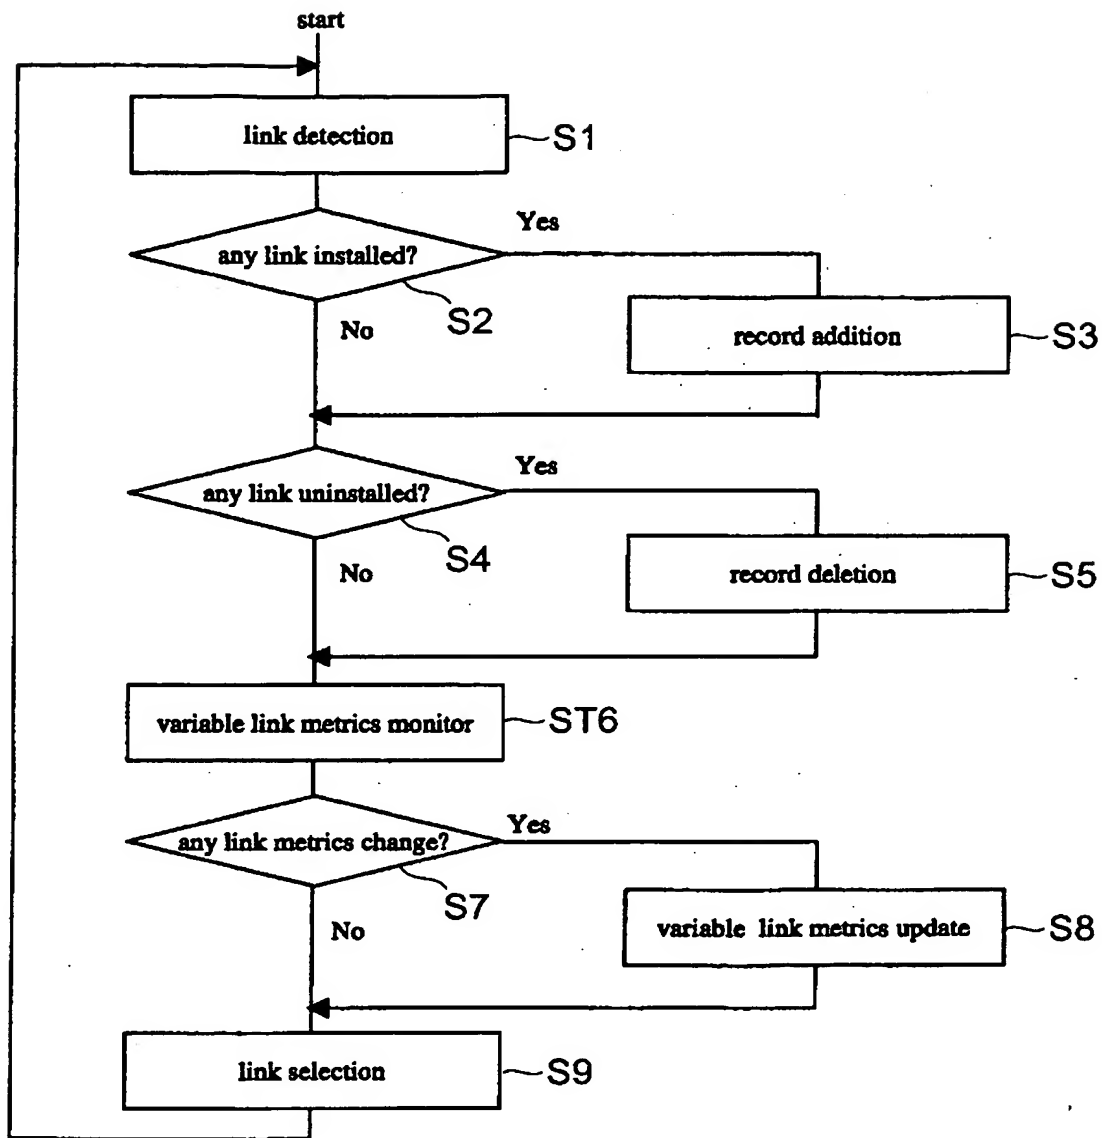 start
link detection
S1
any link installed?
Yes
S2
No
record addition
S3
any link uninstalled?
Yes
S4
No
record deletion
S5
variable link metrics monitor
ST6
any link metrics change?
Yes
S7
No
variable link metrics update
S8
link selection
S9